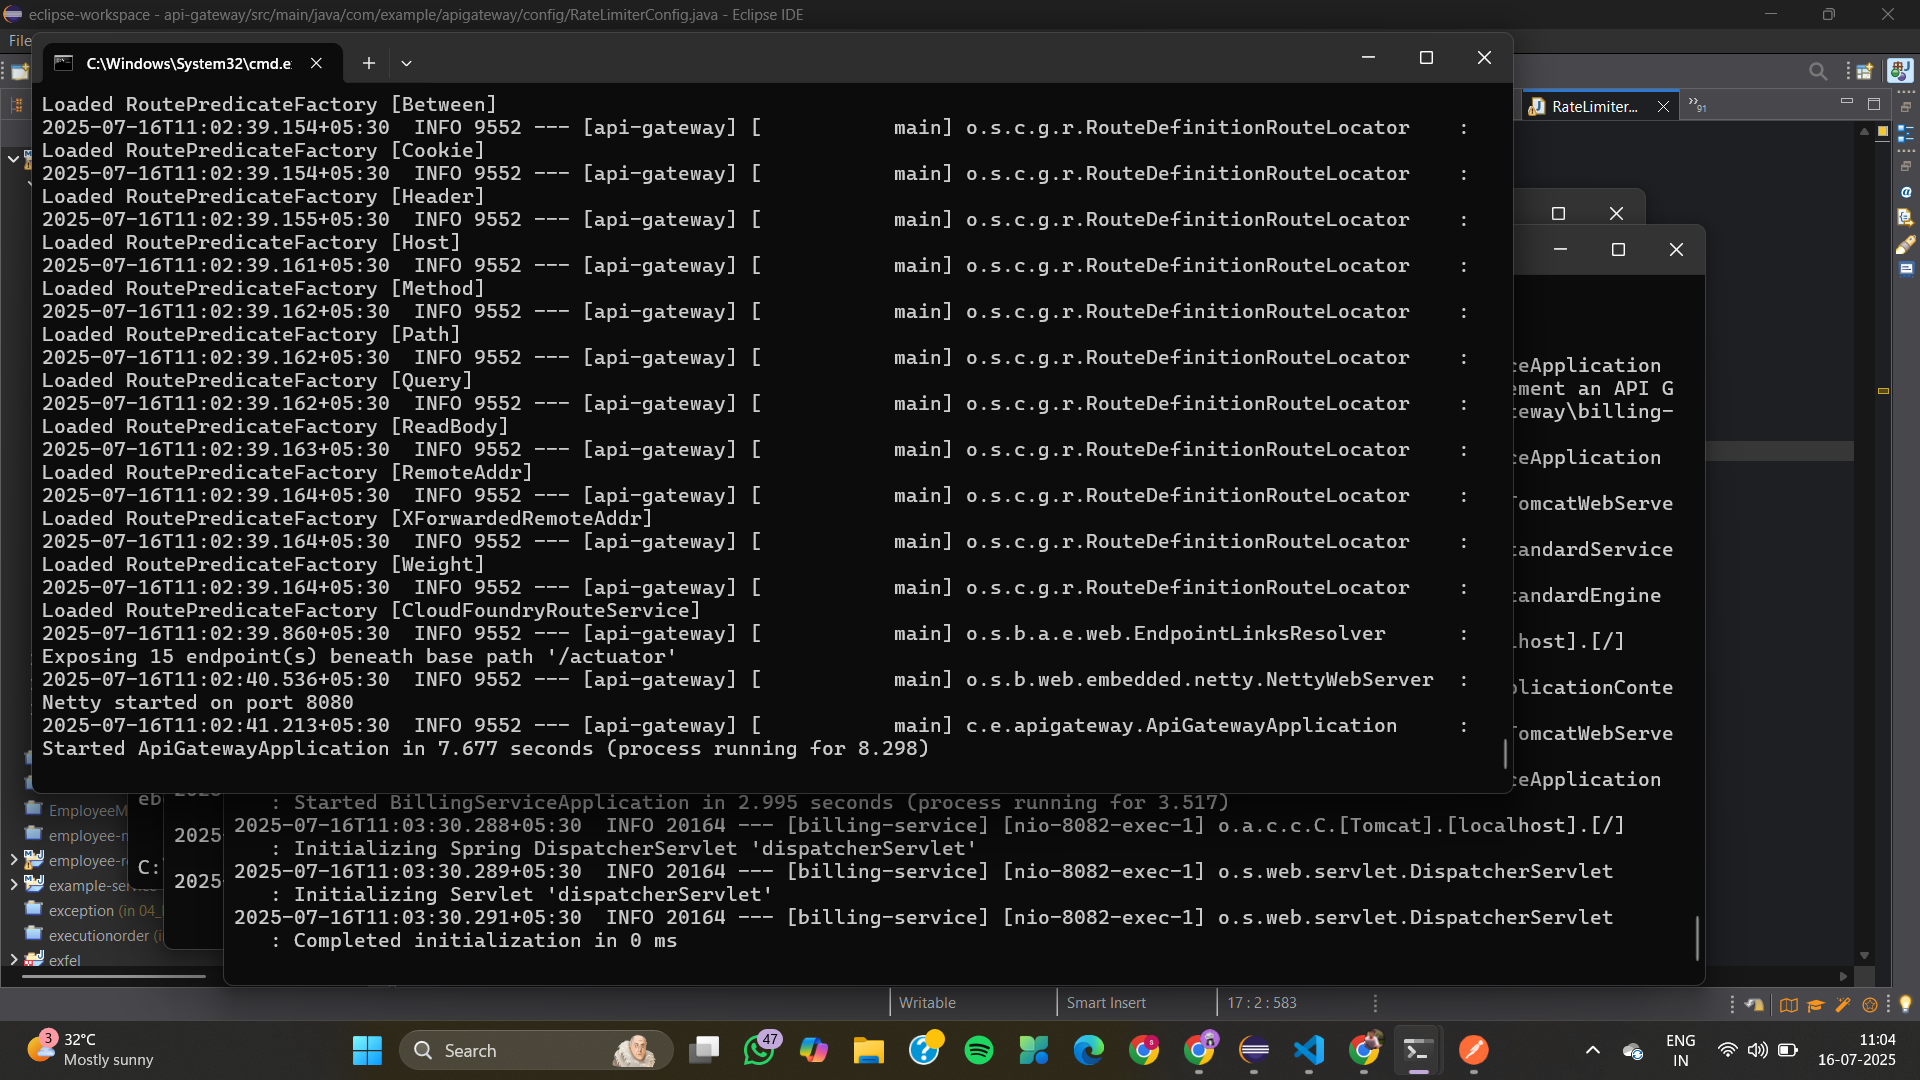 eclipse-workspace - api-gateway/src/main/java/com/example/apigateway/config/RateLimiterConfig.java - Eclipse IDE
File
C:\Windows\System32\cmd.e
RateLimiter...
91
Loaded RoutePredicateFactory [Between]
2025-07-16T11:02:39.154+05:30  INFO 9552 --- [api-gateway] [           main] o.s.c.g.r.RouteDefinitionRouteLocator    :
Loaded RoutePredicateFactory [Cookie]
2025-07-16T11:02:39.154+05:30  INFO 9552 --- [api-gateway] [           main] o.s.c.g.r.RouteDefinitionRouteLocator    :
Loaded RoutePredicateFactory [Header]
2025-07-16T11:02:39.155+05:30  INFO 9552 --- [api-gateway] [           main] o.s.c.g.r.RouteDefinitionRouteLocator    :
Loaded RoutePredicateFactory [Host]
2025-07-16T11:02:39.161+05:30  INFO 9552 --- [api-gateway] [           main] o.s.c.g.r.RouteDefinitionRouteLocator    :
Loaded RoutePredicateFactory [Method]
2025-07-16T11:02:39.162+05:30  INFO 9552 --- [api-gateway] [           main] o.s.c.g.r.RouteDefinitionRouteLocator    :
Loaded RoutePredicateFactory [Path]
2025-07-16T11:02:39.162+05:30  INFO 9552 --- [api-gateway] [           main] o.s.c.g.r.RouteDefinitionRouteLocator    :
Loaded RoutePredicateFactory [Query]
2025-07-16T11:02:39.162+05:30  INFO 9552 --- [api-gateway] [           main] o.s.c.g.r.RouteDefinitionRouteLocator    :
Loaded RoutePredicateFactory [ReadBody]
2025-07-16T11:02:39.163+05:30  INFO 9552 --- [api-gateway] [           main] o.s.c.g.r.RouteDefinitionRouteLocator    :
Loaded RoutePredicateFactory [RemoteAddr]
2025-07-16T11:02:39.164+05:30  INFO 9552 --- [api-gateway] [           main] o.s.c.g.r.RouteDefinitionRouteLocator    :
Loaded RoutePredicateFactory [XForwardedRemoteAddr]
2025-07-16T11:02:39.164+05:30  INFO 9552 --- [api-gateway] [           main] o.s.c.g.r.RouteDefinitionRouteLocator    :
Loaded RoutePredicateFactory [Weight]
2025-07-16T11:02:39.164+05:30  INFO 9552 --- [api-gateway] [           main] o.s.c.g.r.RouteDefinitionRouteLocator    :
Loaded RoutePredicateFactory [CloudFoundryRouteService]
2025-07-16T11:02:39.860+05:30  INFO 9552 --- [api-gateway] [           main] o.s.b.a.e.web.EndpointLinksResolver      :
Exposing 15 endpoint(s) beneath base path '/actuator'
2025-07-16T11:02:40.536+05:30  INFO 9552 --- [api-gateway] [           main] o.s.b.web.embedded.netty.NettyWebServer  :
Netty started on port 8080
2025-07-16T11:02:41.213+05:30  INFO 9552 --- [api-gateway] [           main] c.e.apigateway.ApiGatewayApplication     :
Started ApiGatewayApplication in 7.677 seconds (process running for 8.298)
ceApplication
ement an API G
teway\billing-
ceApplication
TomcatWebServe
tandardService
tandardEngine
lhost].[/]
plicationConte
TomcatWebServe
ceApplication
: Started BillingServiceApplication in 2.995 seconds (process running for 3.517)
2025-07-16T11:03:30.288+05:30  INFO 20164 --- [billing-service] [nio-8082-exec-1] o.a.c.c.C.[Tomcat].[localhost].[/]
: Initializing Spring DispatcherServlet 'dispatcherServlet'
2025-07-16T11:03:30.289+05:30  INFO 20164 --- [billing-service] [nio-8082-exec-1] o.s.web.servlet.DispatcherServlet
: Initializing Servlet 'dispatcherServlet'
2025-07-16T11:03:30.291+05:30  INFO 20164 --- [billing-service] [nio-8082-exec-1] o.s.web.servlet.DispatcherServlet
: Completed initialization in 0 ms
eb
2025-
C:
2025-
EmployeeM
employee-m
employee-re
example-service
exception (in 04_
executionorder (i
exfel
Writable
Smart Insert
17 : 2 : 583
3
32°C
Mostly sunny
Search
47
ENG
IN
11:04
16-07-2025